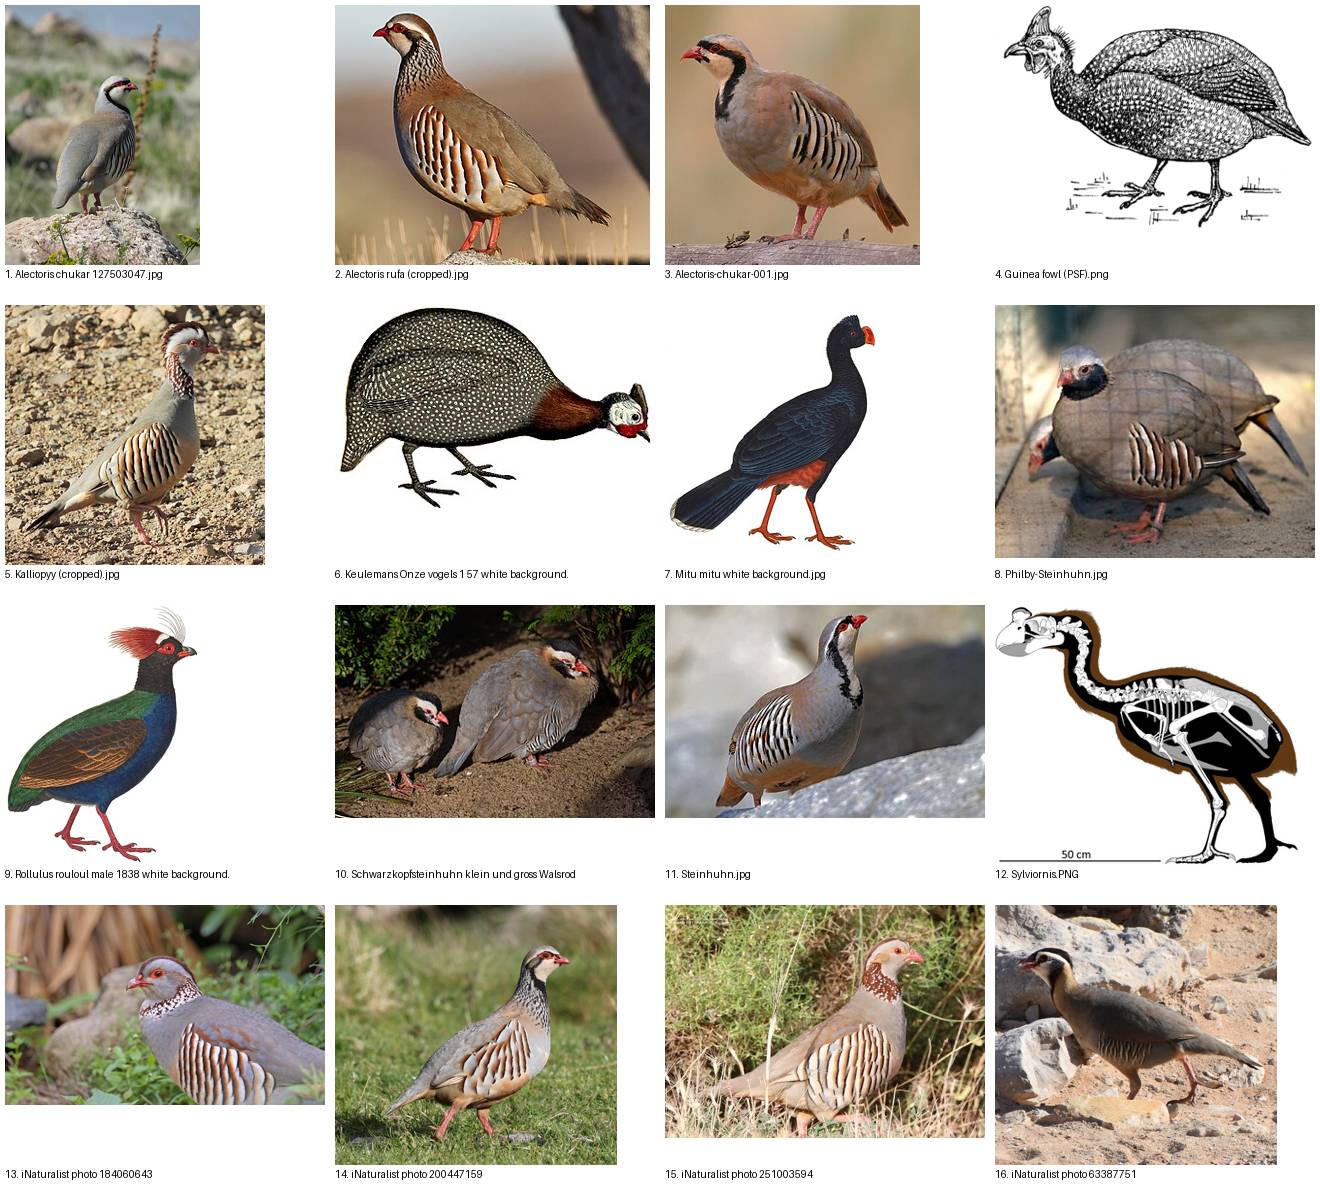 1. Alectoris chukar 127503047.jpg
2. Alectoris rufa (cropped).jpg
3. Alectoris-chukar-001.jpg
4. Guinea fowl (PSF).png
5. Kalliopyy (cropped).jpg
6. Keulemans Onze vogels 1 57 white background.
7. Mitu mitu white background.jpg
8. Philby-Steinhuhn.jpg
9. Rollulus rouloul male 1838 white background.
10. Schwarzkopfsteinhuhn klein und gross Walsrod
11. Steinhuhn.jpg
50 cm
12. Sylviornis.PNG
13. iNaturalist photo 184060643
14. iNaturalist photo 200447159
15. iNaturalist photo 251003594
16. iNaturalist photo 63387751